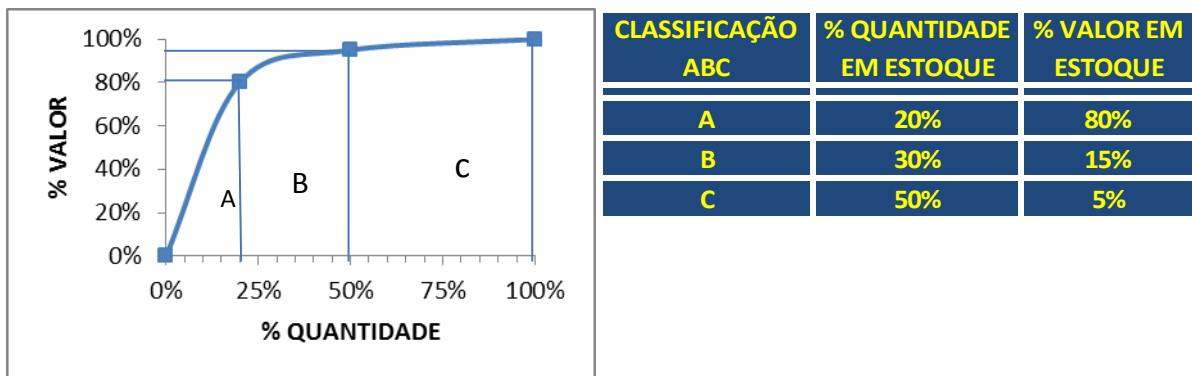 100%
80%
60%
40%
20%
0%
% VALOR
A
B
C
0%
25%
50%
75%
100%
% QUANTIDADE
CLASSIFICAÇÃO ABC
% QUANTIDADE EM ESTOQUE
% VALOR EM ESTOQUE
A 20% 80%
B 30% 15%
C 50% 5%